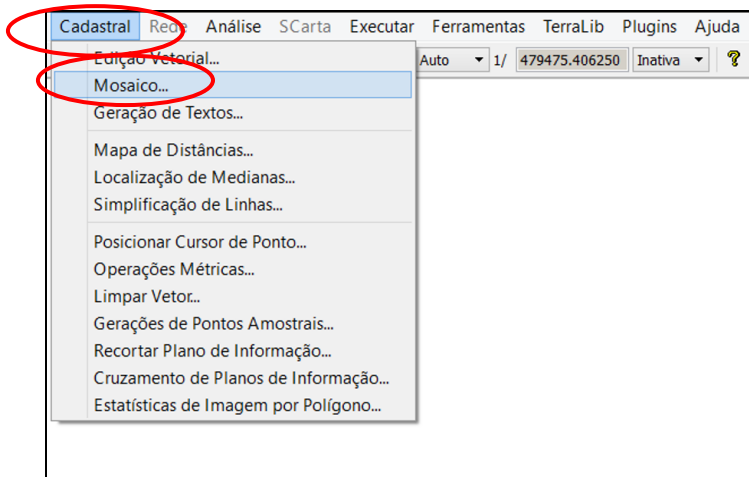 Cadastral Rede Análise SCarta Executar Ferramentas TerraLib Plugins Ajuda
Auto 1/ 479475.406250 Inativa ?
Edição Vetorial...
Mosaico...
Geração de Textos...
Mapa de Distâncias...
Localização de Medianas...
Simplificação de Linhas...
Posicionar Cursor de Ponto...
Operações Métricas...
Limpar Vetor...
Gerações de Pontos Amostrais...
Recortar Plano de Informação...
Cruzamento de Planos de Informação...
Estatísticas de Imagem por Polígono...